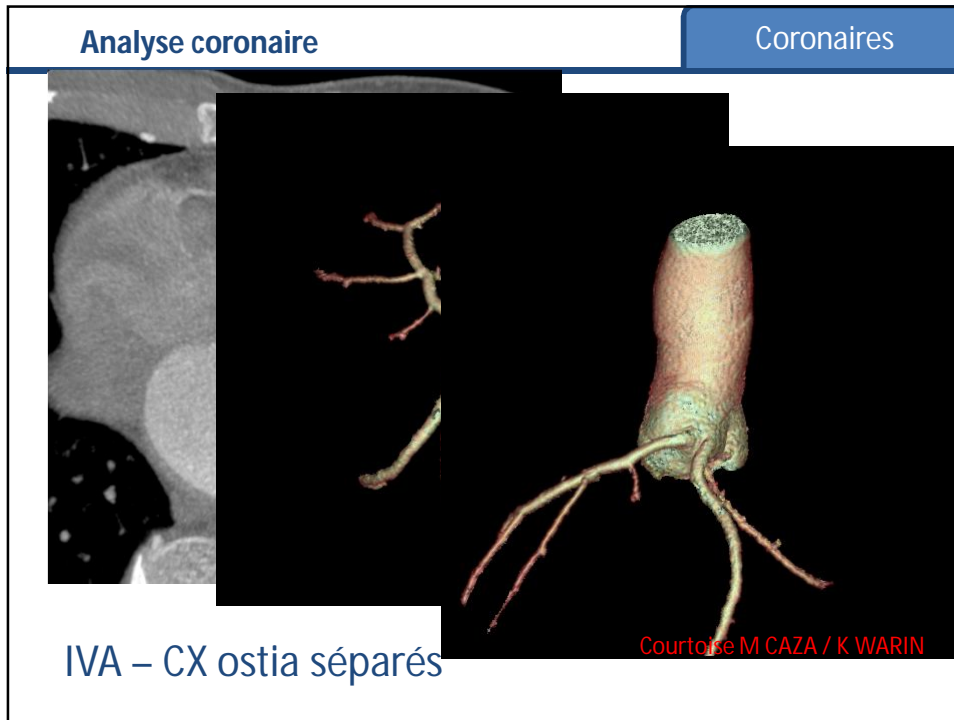 Analyse coronaire
Coronaires
IVA – CX ostia séparés
Courtoise M CAZA / K WARIN